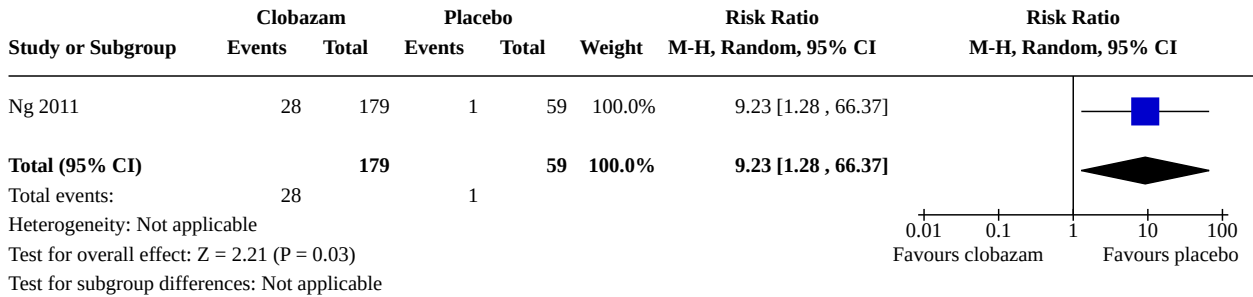 Clobazam Placebo Risk Ratio Risk Ratio
Study or Subgroup Events Total Events Total Weight M-H, Random, 95% CI M-H, Random, 95% CI
Ng 2011 28 179 1 59 100.0% 9.23 [1.28 , 66.37]
Total (95% CI) 179 59 100.0% 9.23 [1.28 , 66.37]
Total events: 28 1
Heterogeneity: Not applicable
0.01 0.1 1 10 100
Test for overall effect: Z = 2.21 (P = 0.03) Favours clobazam Favours placebo
Test for subgroup differences: Not applicable